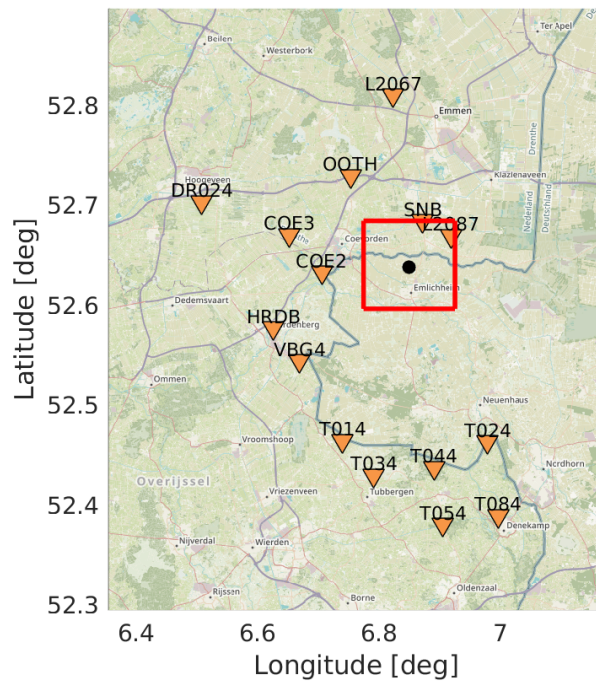 Ter Apel
Beilen
Westerbork
L2067
52.8
Emmen
Drenthe
OOTH
Klazienaveen
Hoogeveen
DR024
Nederland
Deutschland
52.7
SNB
COE3
L2087
Coevorden
COE2
Emlichheim
Dedemsvaart
52.6
HRDB
VBG4
Ommen
Neuenhaus
52.5
T014
T024
Vroomshoop
T044
T034
Nordhorn
Overijssel
Vriezenveen
Tubbergen
52.4
T084
T054
Denekamp
Nijverdal
Wierden
Oldenzaal
Rijssen
Borne
52.3
6.4
6.6
6.8
7
Longitude [deg]
Latitude [deg]